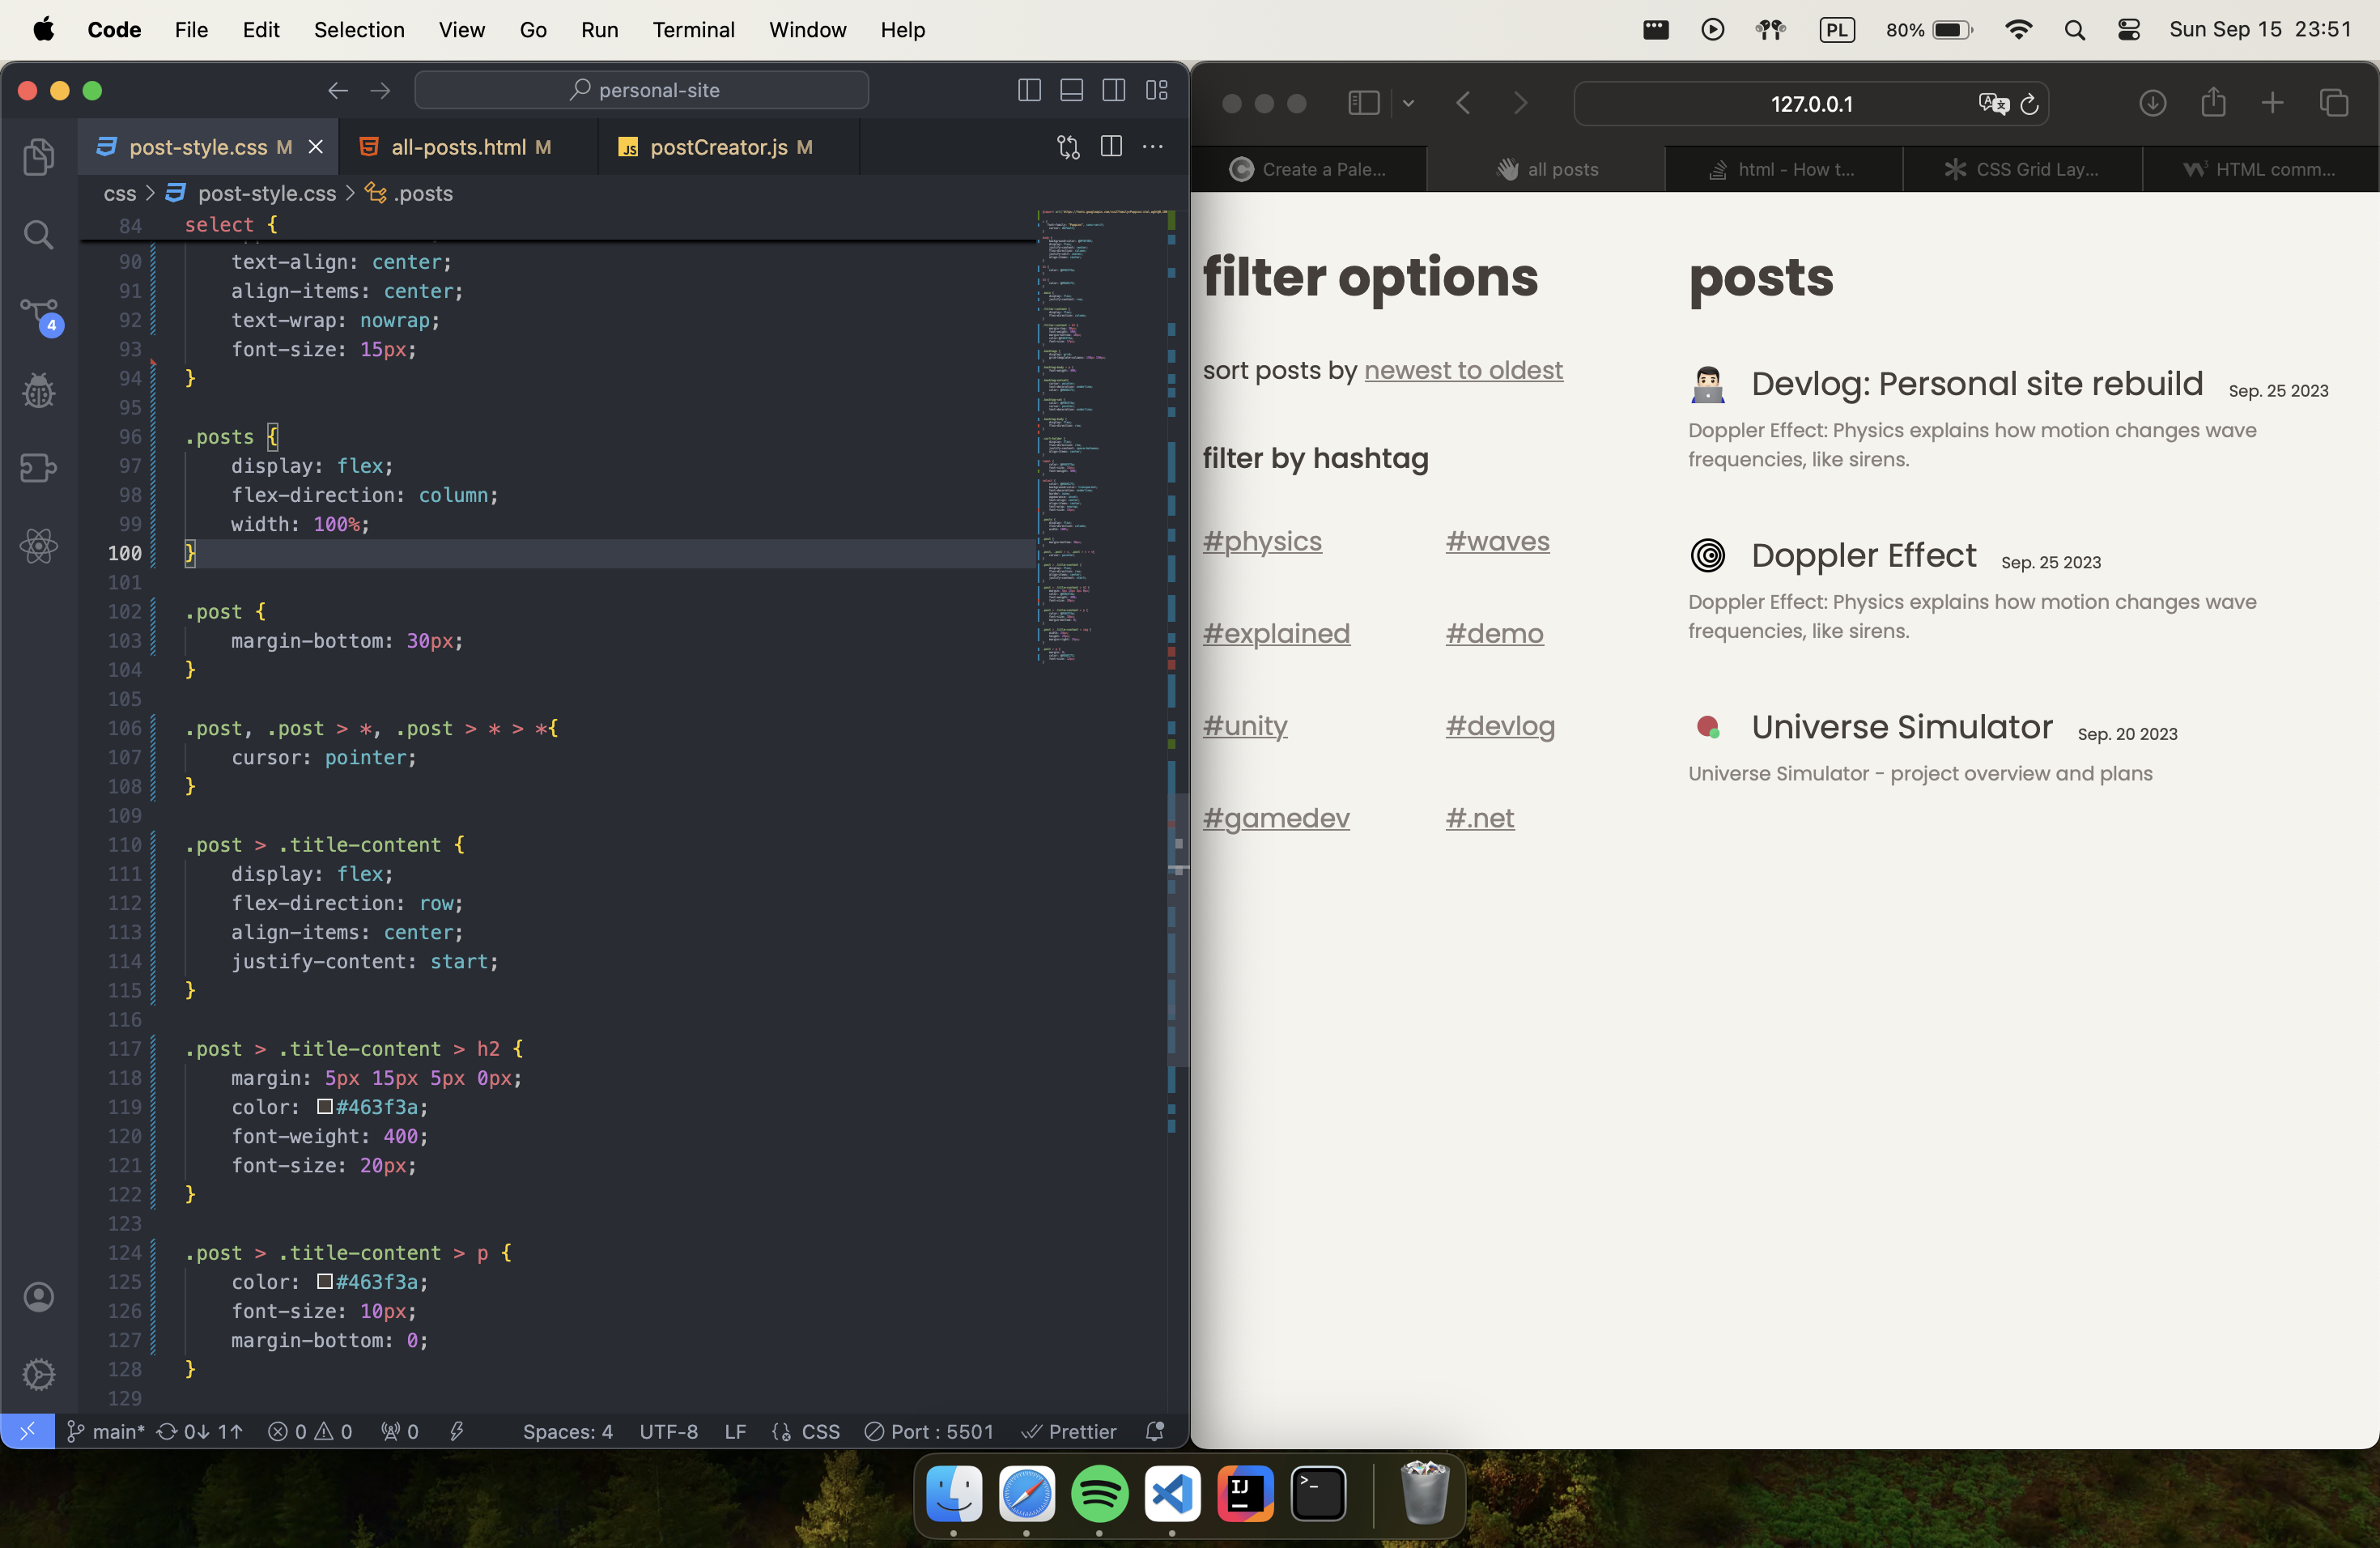 Code File Edit Selection View Go Run Terminal Window Help PL 80% Sun Sep 15 23:51
personal-site
post-style.css M all-posts.html M JS postCreator.js M
css > post-style.css > .posts
84 select {
90 text-align: center;
91 align-items: center;
92 text-wrap: nowrap;
93 font-size: 15px;
94 }
95
96 .posts {
97 display: flex;
98 flex-direction: column;
99 width: 100%;
100 }
101
102 .post {
103 margin-bottom: 30px;
104 }
105
106 .post, .post > *, .post > * > *{
107 cursor: pointer;
108 }
109
110 .post > .title-content {
111 display: flex;
112 flex-direction: row;
113 align-items: center;
114 justify-content: start;
115 }
116
117 .post > .title-content > h2 {
118 margin: 5px 15px 5px 0px;
119 color: #463f3a;
120 font-weight: 400;
121 font-size: 20px;
122 }
123
124 .post > .title-content > p {
125 color: #463f3a;
126 font-size: 10px;
127 margin-bottom: 0;
128 }
129
4
main* 0↓ 1↑ 0 0 0 Spaces: 4 UTF-8 LF CSS Port : 5501 Prettier
127.0.0.1
Create a Pale... all posts html - How t... CSS Grid Lay... W3 HTML comm...
filter options
sort posts by newest to oldest
filter by hashtag
#physics #waves
#explained #demo
#unity #devlog
#gamedev #.net
posts
Devlog: Personal site rebuild Sep. 25 2023
Doppler Effect: Physics explains how motion changes wave
frequencies, like sirens.
Doppler Effect Sep. 25 2023
Doppler Effect: Physics explains how motion changes wave
frequencies, like sirens.
Universe Simulator Sep. 20 2023
Universe Simulator - project overview and plans
IJ